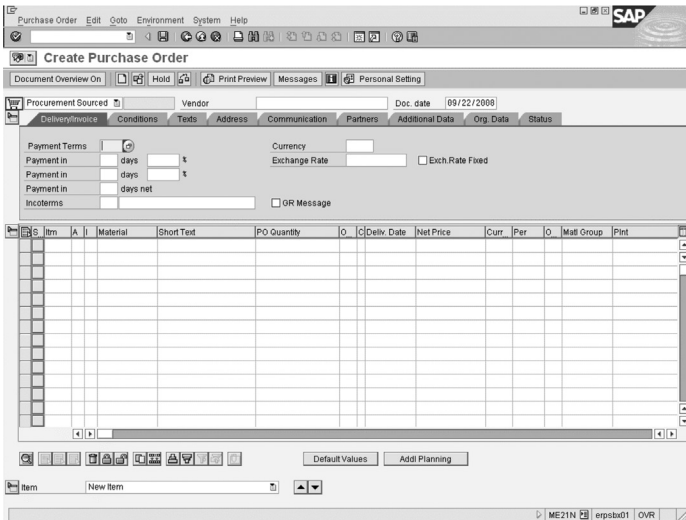 Purchase Order Edit Goto Environment System Help
SAP
Create Purchase Order
Document Overview On Hold Print Preview Messages Personal Setting
Procurement Sourced Vendor Doc. date 09/22/2008
Delivery/Invoice Conditions Texts Address Communication Partners Additional Data Org. Data Status
Payment Terms Currency
Payment in days % Exchange Rate Exch.Rate Fixed
Payment in days %
Payment in days net
Incoterms GR Message
S.. Itm A I Material Short Text PO Quantity O... C Deliv. Date Net Price Curr... Per O... Matl Group Plnt
Default Values Addl Planning
Item New Item
ME21N erpsbx01 OVR